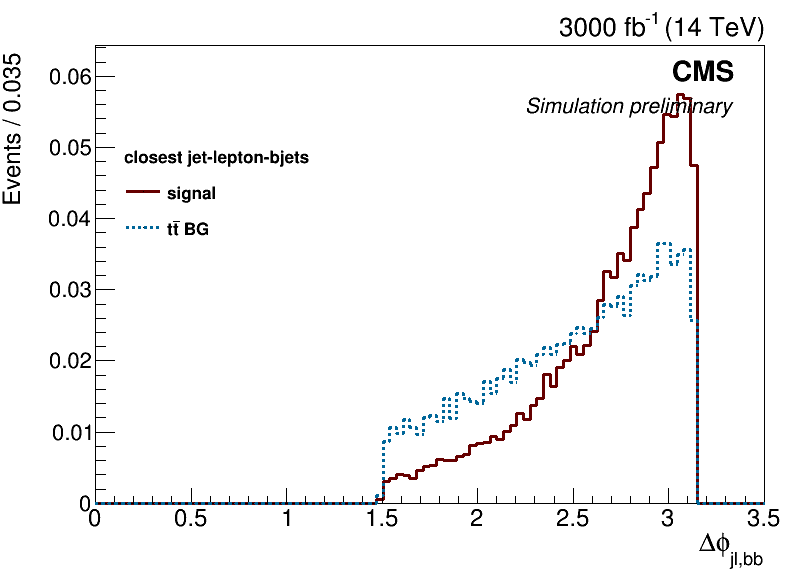 3000 fb⁻¹ (14 TeV)
CMS
Simulation preliminary
Events / 0.035
0.06
0.05
0.04
0.03
0.02
0.01
0
closest jet-lepton-bjets
signal
tt̄ BG
0 0.5 1 1.5 2 2.5 3 3.5
Δϕ jl,bb